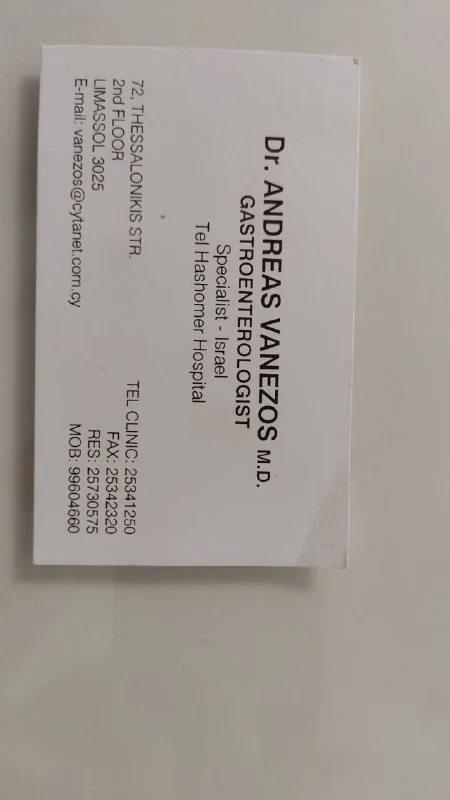 Dr. ANDREAS VANEZOS M.D.
GASTROENTEROLOGIST
Specialist - Israel
Tel Hashomer Hospital
72, THESSALONIKIS STR.
2nd FLOOR
LIMASSOL 3025
E-mail: vanezos@cytanet.com.cy
TEL CLINIC: 25341250
FAX: 25342320
RES: 25730575
MOB: 99604660